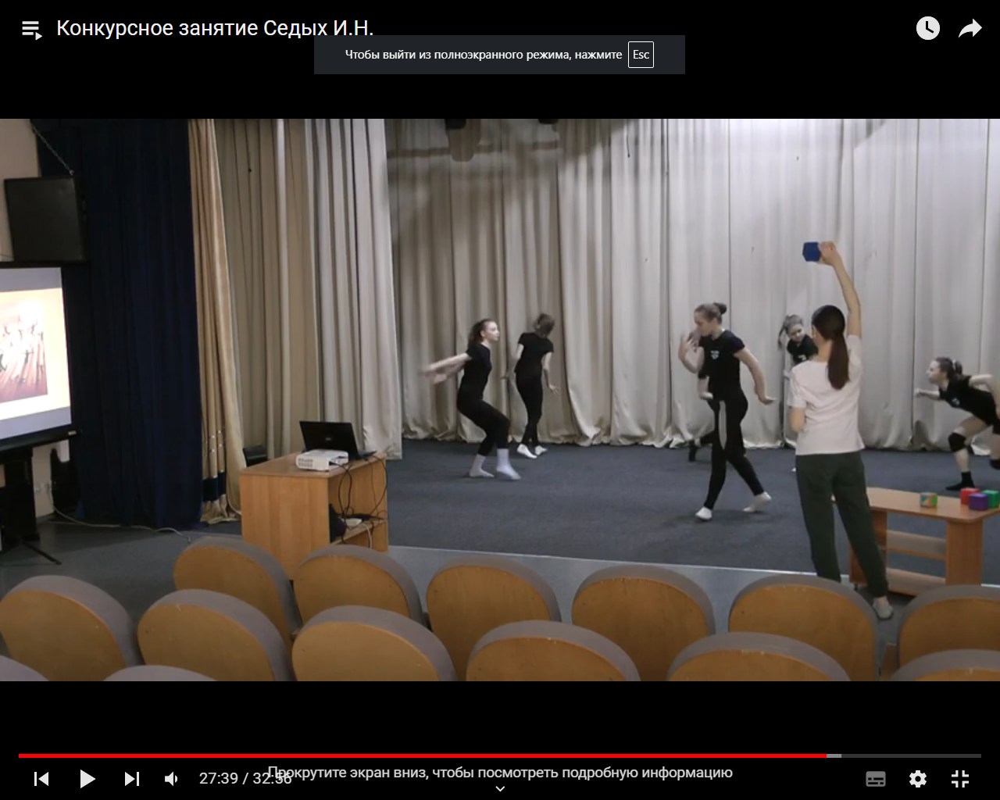 Конкурсное занятие Седых И.Н.
Чтобы выйти из полноэкранного режима, нажмите Esc
27:39 / 32:56
Прокрутите экран вниз, чтобы посмотреть подробную информацию